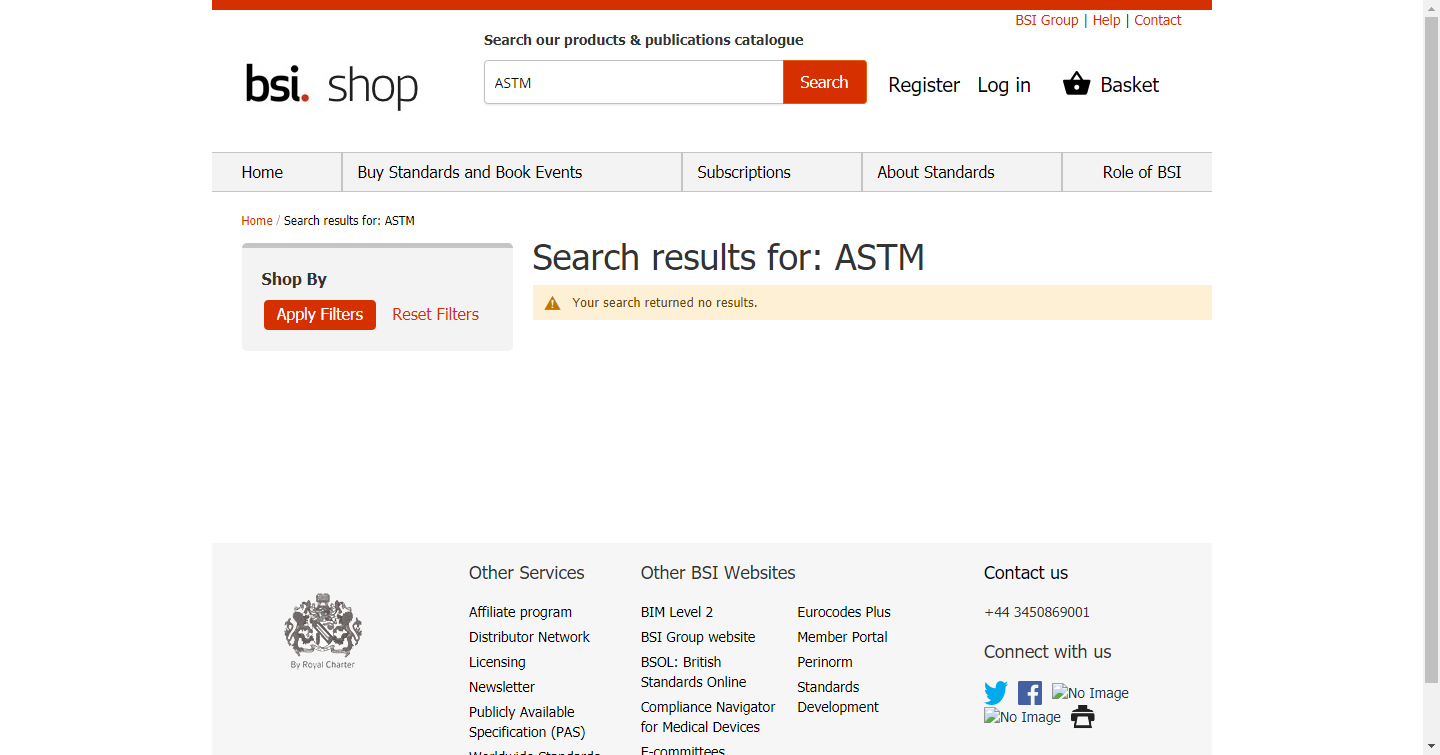 BSI Group | Help | Contact
Search our products & publications catalogue
bsi. shop
ASTM
Search
Register
Log in
Basket
Home
Buy Standards and Book Events
Subscriptions
About Standards
Role of BSI
Home / Search results for: ASTM
Shop By
Apply Filters
Reset Filters
Search results for: ASTM
Your search returned no results.
By Royal Charter
Other Services
Affiliate program
Distributor Network
Licensing
Newsletter
Publicly Available
Specification (PAS)
Worldwide Standards
Other BSI Websites
BIM Level 2
BSI Group website
BSOL: British
Standards Online
Compliance Navigator
for Medical Devices
E-committees
Eurocodes Plus
Member Portal
Perinorm
Standards
Development
Contact us
+44 3450869001
Connect with us
No Image
No Image